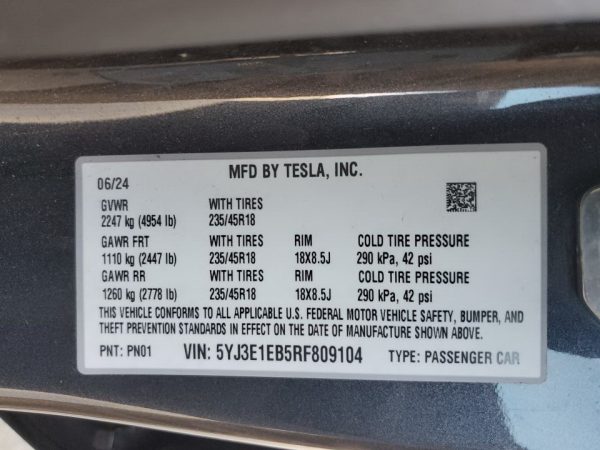 MFD BY TESLA, INC.
06/24
GVWR WITH TIRES
2247 kg (4954 lb) 235/45R18
GAWR FRT WITH TIRES RIM COLD TIRE PRESSURE
1110 kg (2447 lb) 235/45R18 18X8.5J 290 kPa, 42 psi
GAWR RR WITH TIRES RIM COLD TIRE PRESSURE
1260 kg (2778 lb) 235/45R18 18X8.5J 290 kPa, 42 psi
THIS VEHICLE CONFORMS TO ALL APPLICABLE U.S. FEDERAL MOTOR VEHICLE SAFETY, BUMPER, AND
THEFT PREVENTION STANDARDS IN EFFECT ON THE DATE OF MANUFACTURE SHOWN ABOVE.
PNT: PN01 VIN: 5YJ3E1EB5RF809104 TYPE: PASSENGER CAR